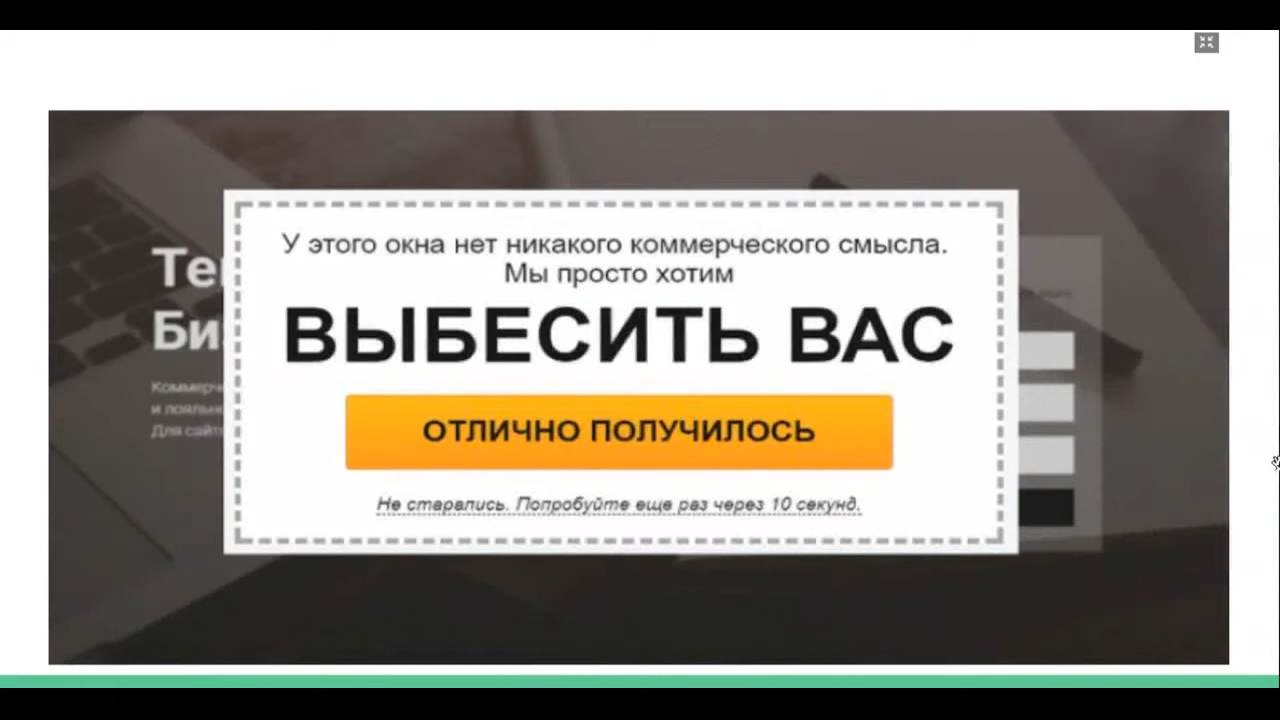 У этого окна нет никакого коммерческого смысла.
Мы просто хотим
ВЫБЕСИТЬ ВАС
ОТЛИЧНО ПОЛУЧИЛОСЬ
Не старались. Попробуйте еще раз через 10 секунд.
Для